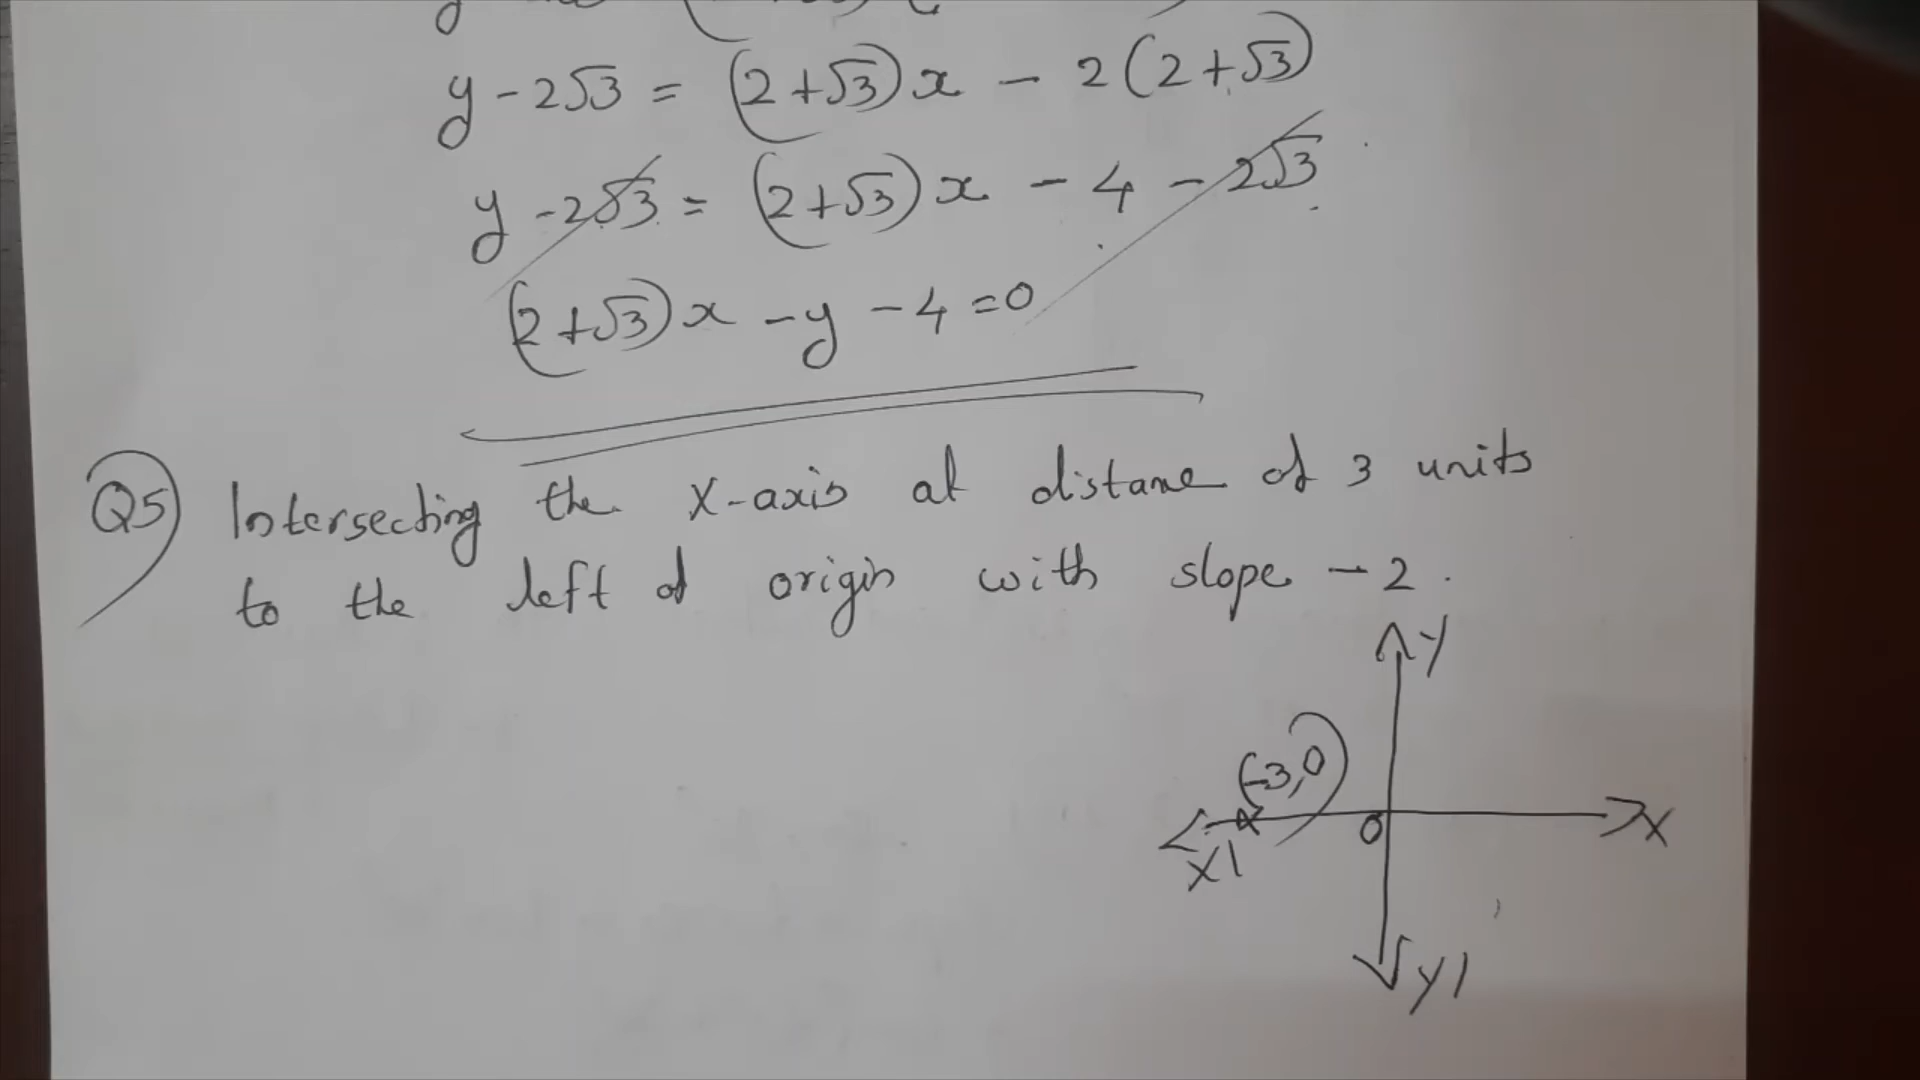 y - 2√3 = (2+√3)x - 2(2+√3)
y - 2√3 = (2+√3)x - 4 - 2√3
(2+√3)x - y - 4 = 0
Q5) Intersecting the X-axis at distance of 3 units
to the left of origin with slope - 2.
Y
(-3,0)
X1 O X
Y1